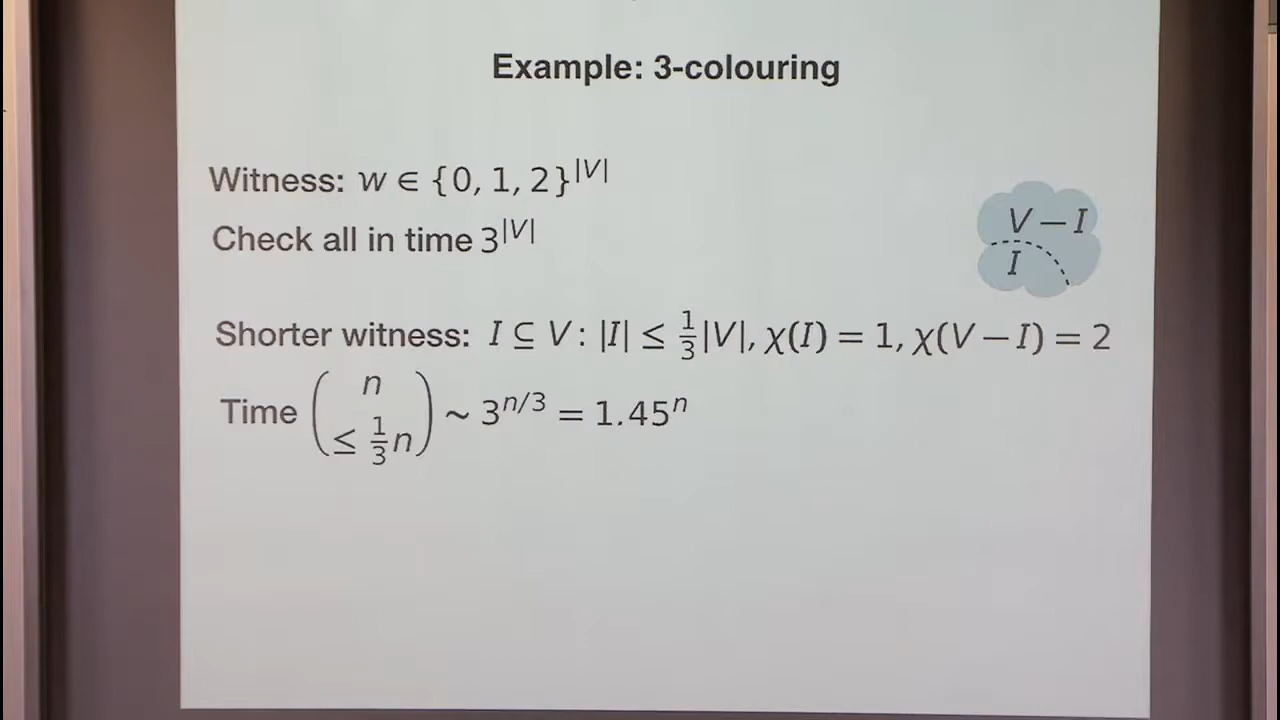 Example: 3-colouring
Witness: w ∈ {0, 1, 2}^|V|
Check all in time 3^|V|
V − I
I
Shorter witness: I ⊆ V : |I| ≤ 1/3|V|, χ(I) = 1, χ(V − I) = 2
Time (n ≤ 1/3 n) ~ 3^n/3 = 1.45^n